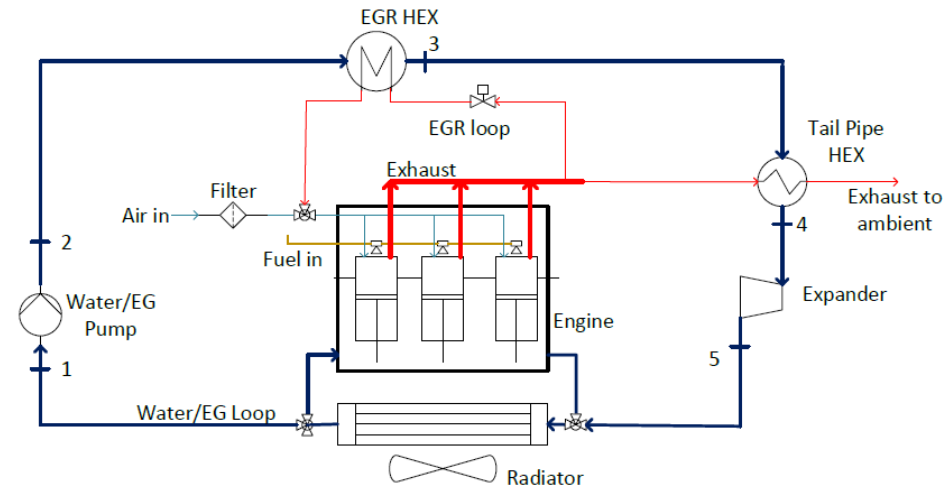 EGR HEX
3
EGR loop
Tail Pipe
HEX
Exhaust
Filter
Air in
Exhaust to
ambient
4
2
Fuel in
Water/EG
Pump
Expander
Engine
5
1
Water/EG Loop
Radiator